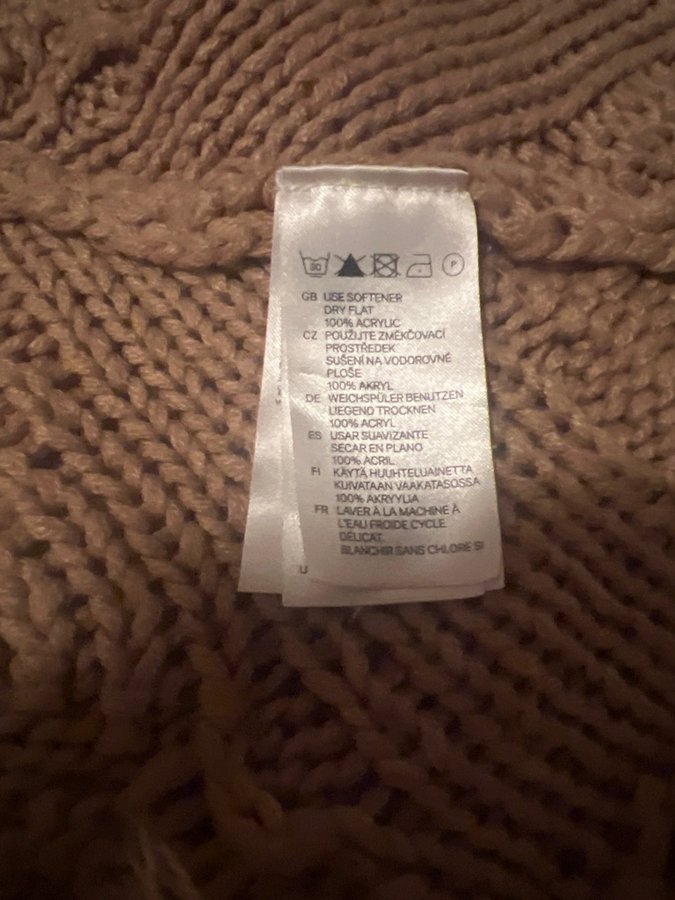 30 P
GB USE SOFTENER
DRY FLAT
100% ACRYLIC
CZ POUŽIJTE ZMĚKČOVACÍ
PROSTŘEDEK
SUŠENÍ NA VODOROVNÉ
PLOŠE
100% AKRYL
DE WEICHSPÜLER BENUTZEN
LIEGEND TROCKNEN
100% ACRYL
ES USAR SUAVIZANTE
SECAR EN PLANO
100% ACRIL
FI KÄYTÄ HUUHTELUAINETTA
KUIVATAAN VAAKATASOSSA
100% AKRYYLIA
FR LAVER À LA MACHINE À
L'EAU FROIDE CYCLE
DÉLICAT.
BLANCHIR SANS CHLORE SI
U